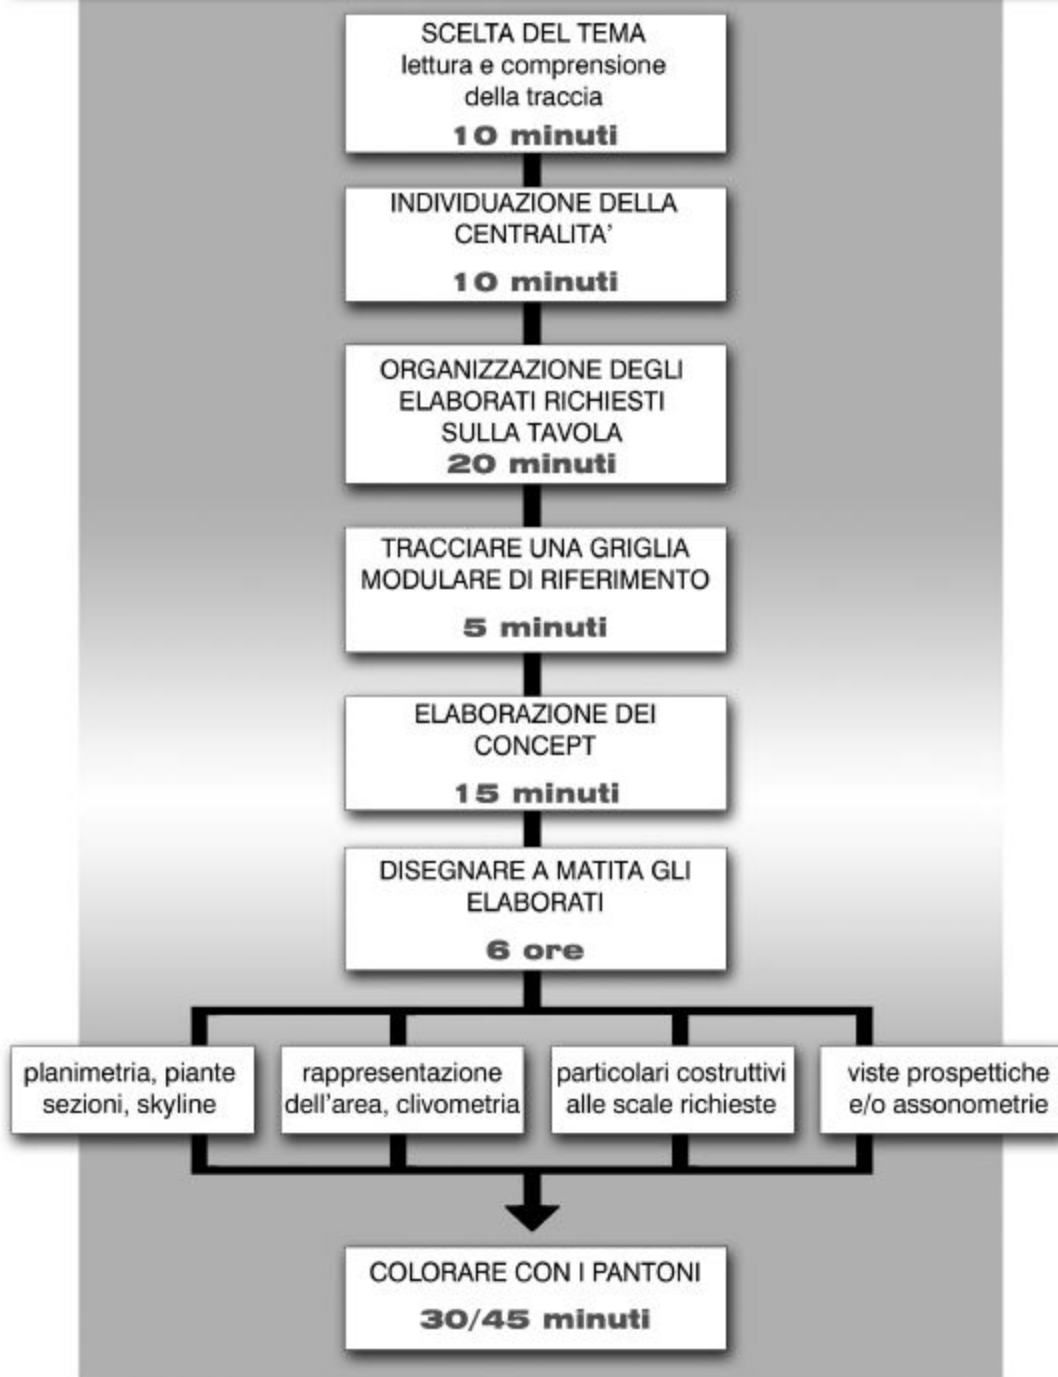 SCELTA DEL TEMA
lettura e comprensione
della traccia
10 minuti
INDIVIDUAZIONE DELLA
CENTRALITA'
10 minuti
ORGANIZZAZIONE DEGLI
ELABORATI RICHIESTI
SULLA TAVOLA
20 minuti
TRACCIARE UNA GRIGLIA
MODULARE DI RIFERIMENTO
5 minuti
ELABORAZIONE DEI
CONCEPT
15 minuti
DISEGNARE A MATITA GLI
ELABORATI
6 ore
planimetria, piante
sezioni, skyline
rappresentazione
dell'area, clivometria
particolari costruttivi
alle scale richieste
viste prospettiche
e/o assonometrie
COLORARE CON I PANTONI
30/45 minuti